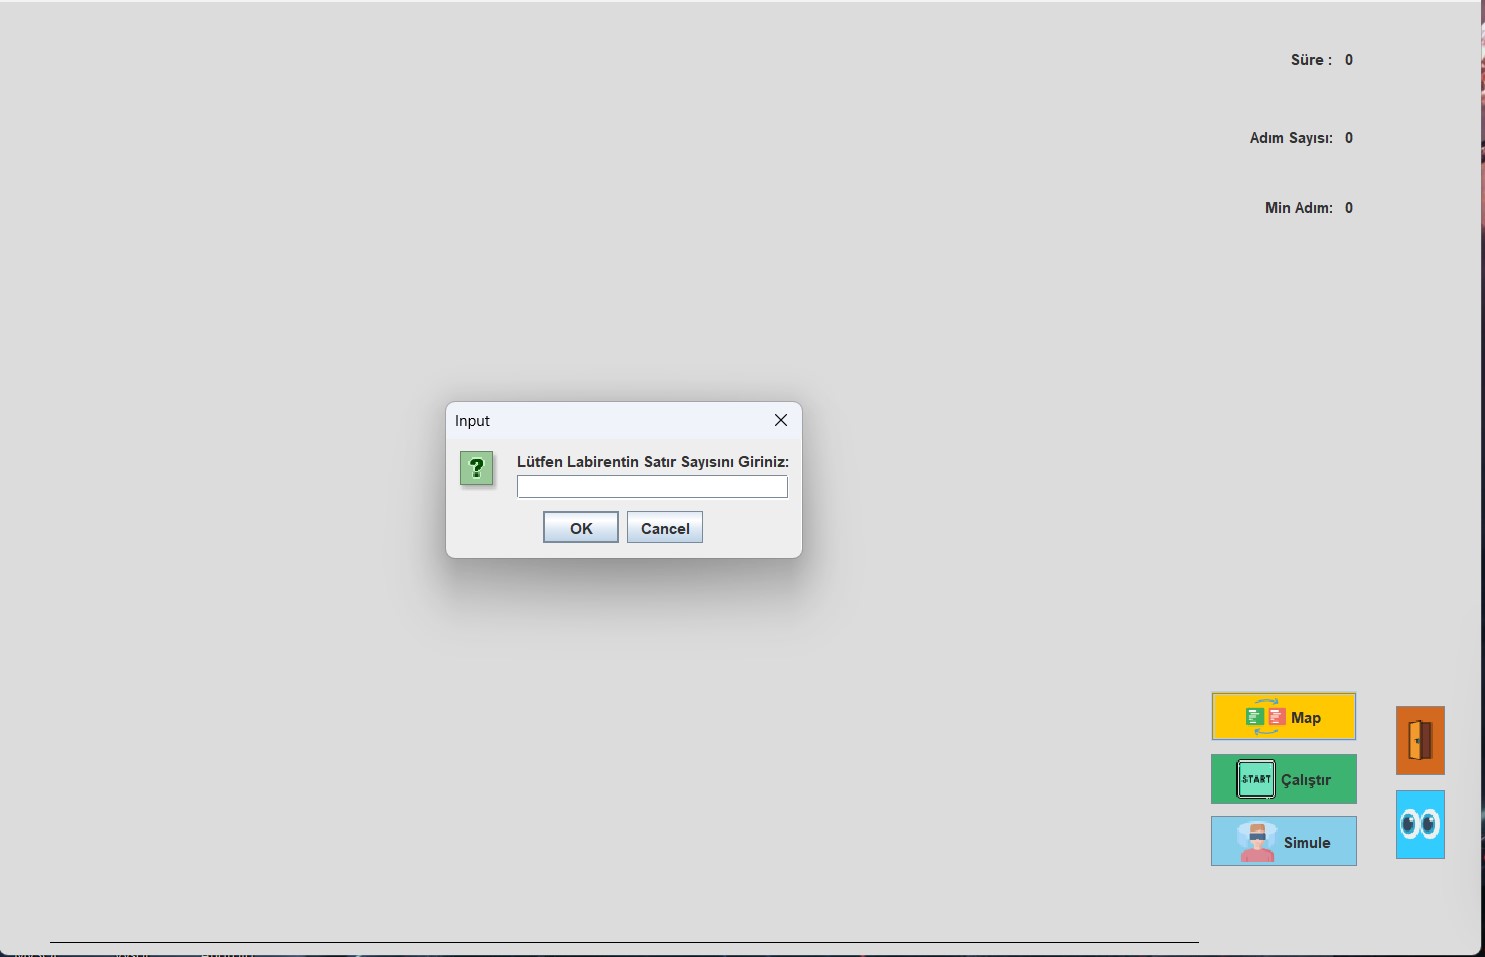 Süre : 0
Adım Sayısı: 0
Min Adım: 0
Input
Lütfen Labirentin Satır Sayısını Giriniz:
OK
Cancel
Map
START Çalıştır
Simule